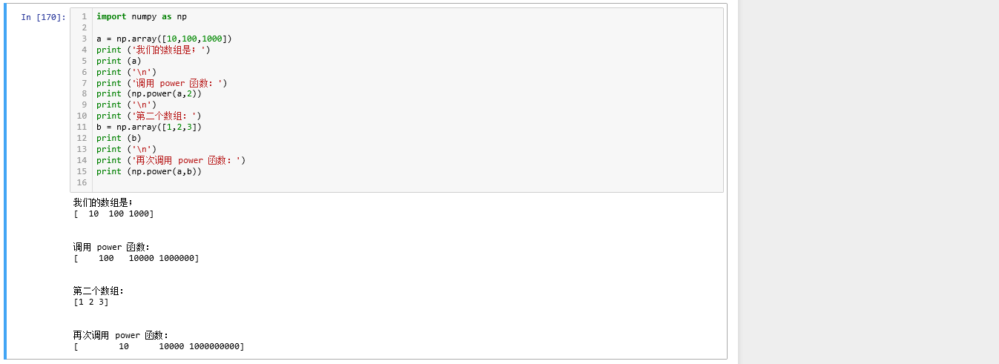 In [170]:
1 import numpy as np
2
3 a = np.array([10,100,1000])
4 print ('我们的数组是；')
5 print (a)
6 print ('\n')
7 print ('调用 power 函数：')
8 print (np.power(a,2))
9 print ('\n')
10 print ('第二个数组：')
11 b = np.array([1,2,3])
12 print (b)
13 print ('\n')
14 print ('再次调用 power 函数：')
15 print (np.power(a,b))
16
我们的数组是；
[  10  100 1000]
调用 power 函数：
[    100   10000 1000000]
第二个数组：
[1 2 3]
再次调用 power 函数：
[        10      10000 1000000000]